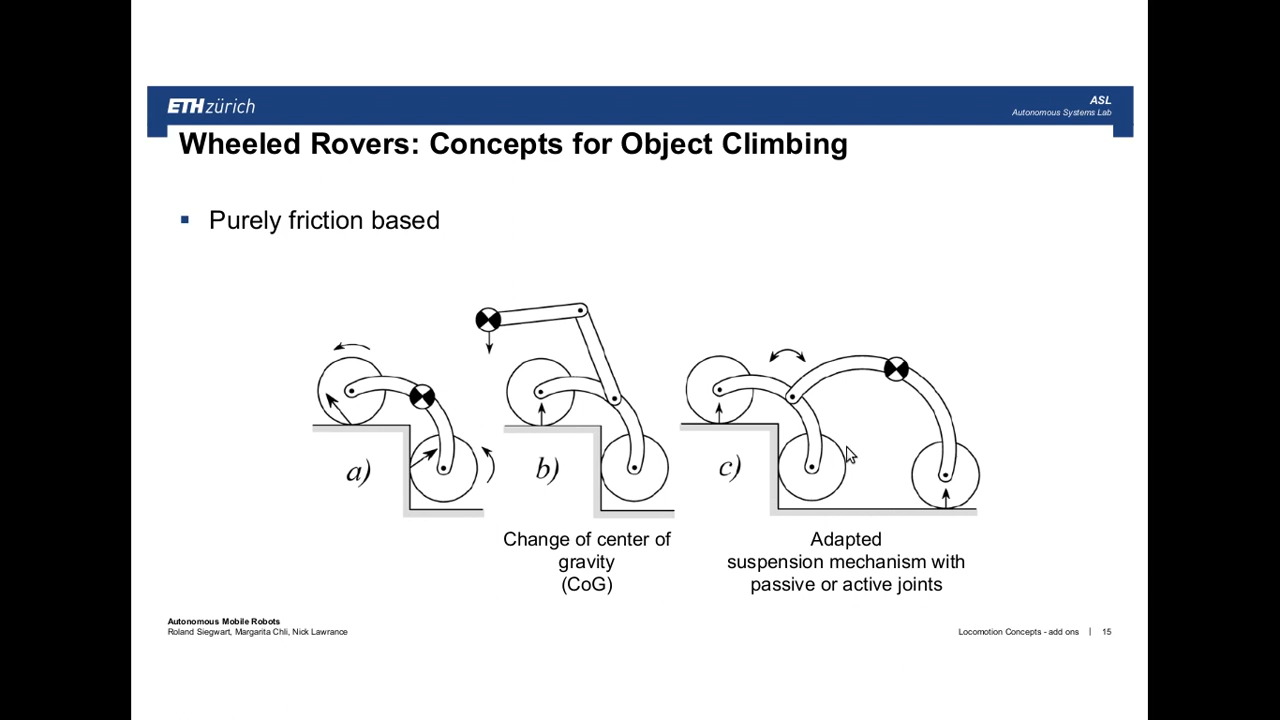 ETH zürich
ASL
Autonomous Systems Lab
Wheeled Rovers: Concepts for Object Climbing
▪ Purely friction based
a)
b)
c)
Change of center of
gravity
(CoG)
Adapted
suspension mechanism with
passive or active joints
Autonomous Mobile Robots
Roland Siegwart, Margarita Chli, Nick Lawrance
Locomotion Concepts - add ons | 15